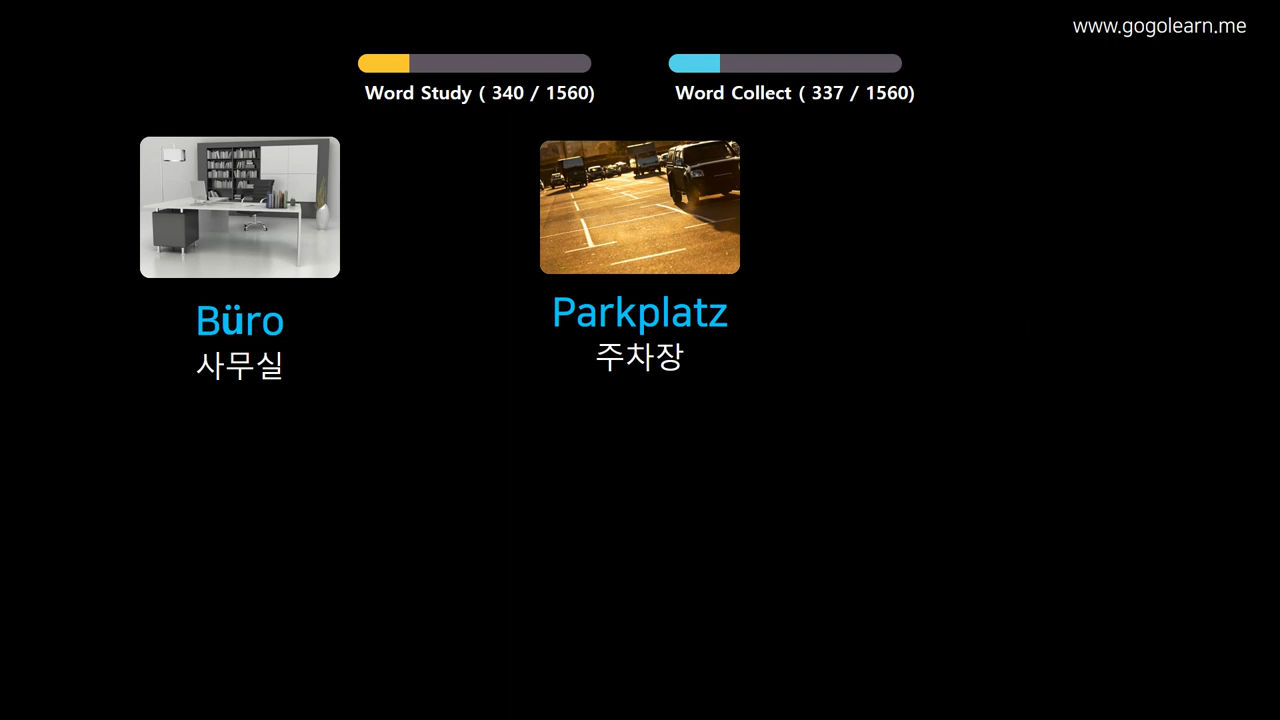 www.gogolearn.me
Word Study ( 340 / 1560)
Word Collect ( 337 / 1560)
Büro
사무실
Parkplatz
주차장